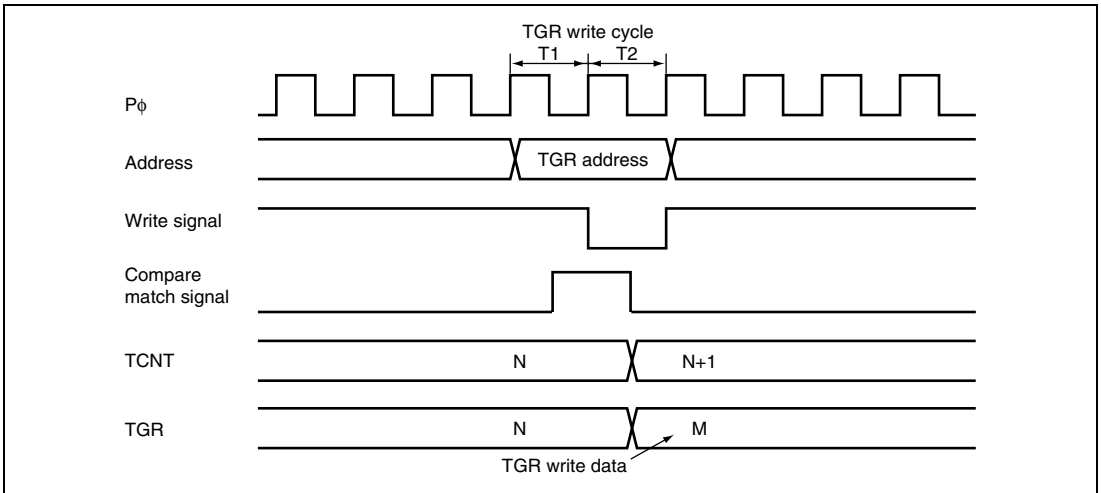 TGR write cycle
T1 T2
Pϕ
Address TGR address
Write signal
Compare
match signal
TCNT N N+1
TGR N M
TGR write data